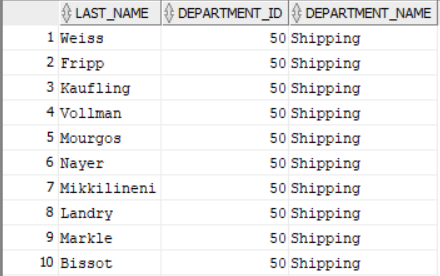 LAST_NAME DEPARTMENT_ID DEPARTMENT_NAME
1 Weiss 50 Shipping
2 Fripp 50 Shipping
3 Kaufling 50 Shipping
4 Vollman 50 Shipping
5 Mourgos 50 Shipping
6 Nayer 50 Shipping
7 Mikkilineni 50 Shipping
8 Landry 50 Shipping
9 Markle 50 Shipping
10 Bissot 50 Shipping